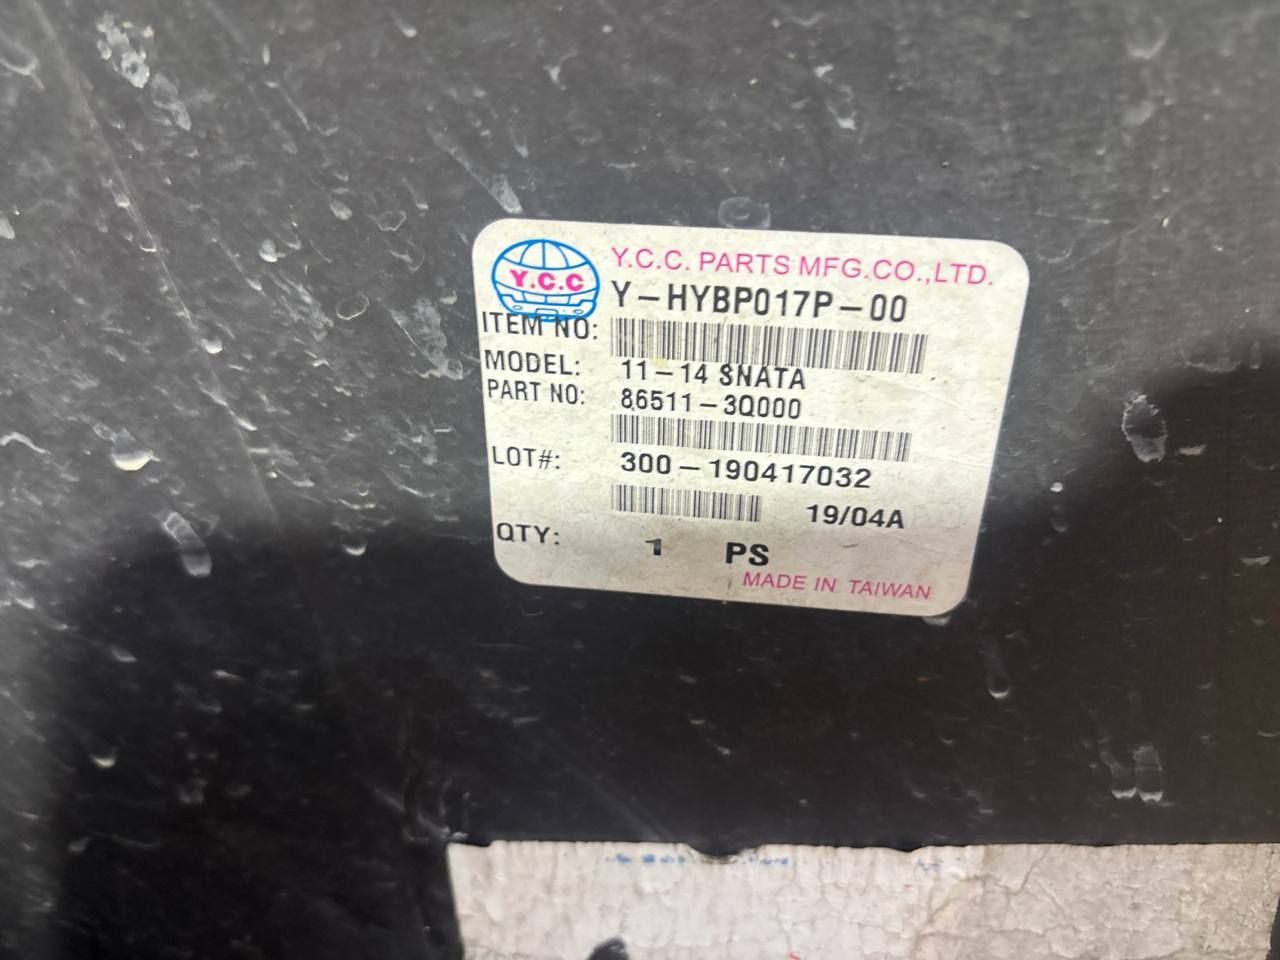 Y.C.C
Y.C.C. PARTS MFG.CO.,LTD.
Y-HYBP017P-00
ITEM NO:
MODEL: 11-14 SNATA
PART NO: 86511-3Q000
LOT#: 300-190417032
19/04A
QTY: 1 PS
MADE IN TAIWAN